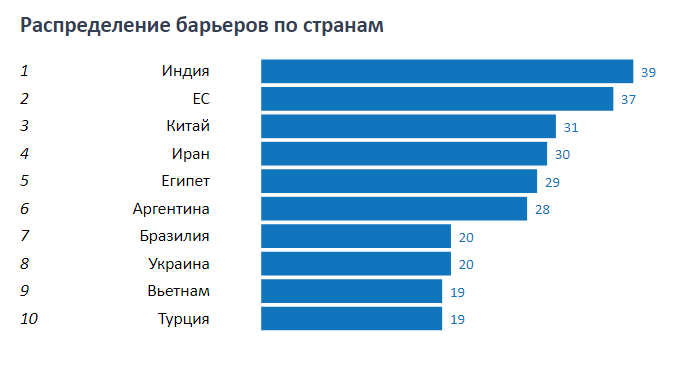 Распределение барьеров по странам
1 Индия 39
2 ЕС 37
3 Китай 31
4 Иран 30
5 Египет 29
6 Аргентина 28
7 Бразилия 20
8 Украина 20
9 Вьетнам 19
10 Турция 19